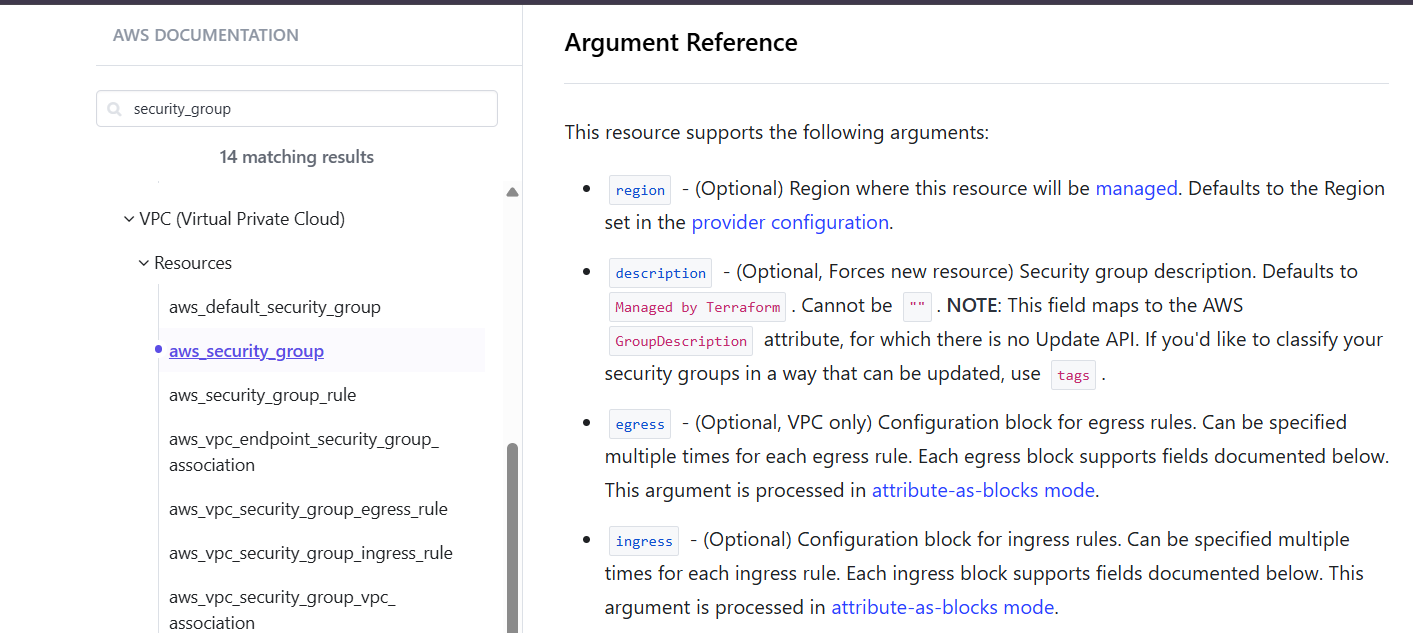 AWS DOCUMENTATION
security_group
14 matching results
VPC (Virtual Private Cloud)
Resources
aws_default_security_group
aws_security_group
aws_security_group_rule
aws_vpc_endpoint_security_group_
association
aws_vpc_security_group_egress_rule
aws_vpc_security_group_ingress_rule
aws_vpc_security_group_vpc_
association
Argument Reference
This resource supports the following arguments:
• region - (Optional) Region where this resource will be managed. Defaults to the Region
set in the provider configuration.
• description - (Optional, Forces new resource) Security group description. Defaults to
Managed by Terraform . Cannot be "" . NOTE: This field maps to the AWS
GroupDescription attribute, for which there is no Update API. If you'd like to classify your
security groups in a way that can be updated, use tags .
• egress - (Optional, VPC only) Configuration block for egress rules. Can be specified
multiple times for each egress rule. Each egress block supports fields documented below.
This argument is processed in attribute-as-blocks mode.
• ingress - (Optional) Configuration block for ingress rules. Can be specified multiple
times for each ingress rule. Each ingress block supports fields documented below. This
argument is processed in attribute-as-blocks mode.